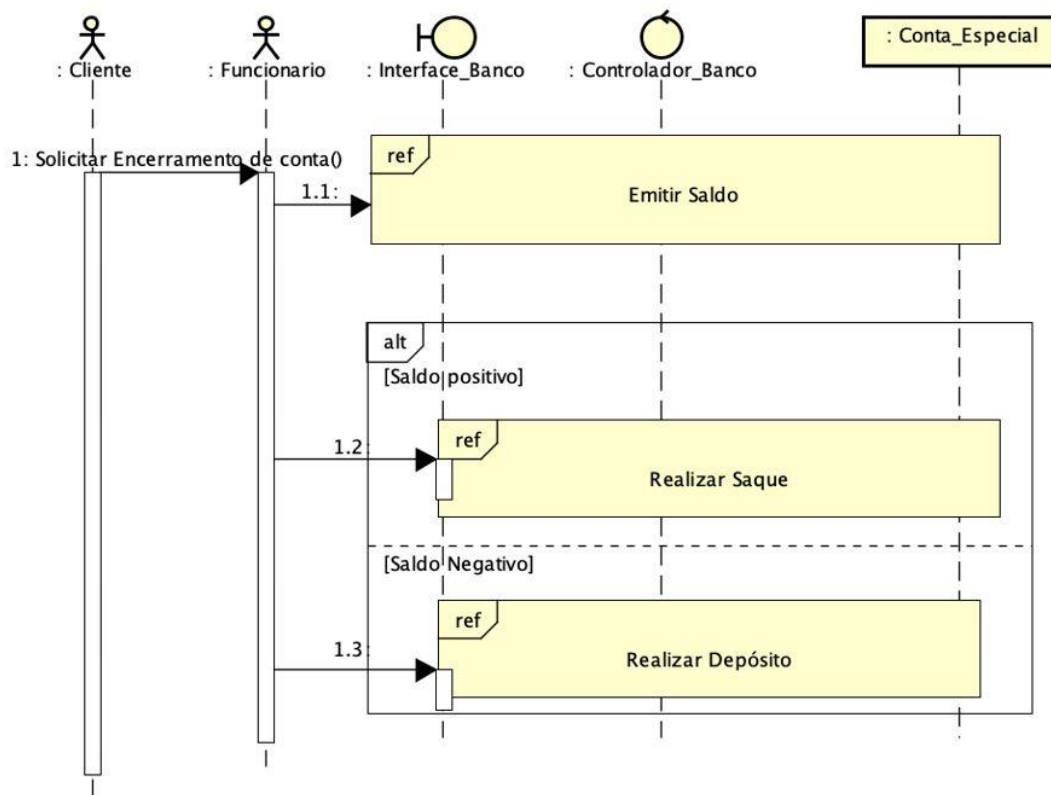 : Cliente
: Funcionario
: Interface_Banco
: Controlador_Banco
: Conta_Especial
1: Solicitar Encerramento de conta()
ref
1.1:
Emitir Saldo
alt
[Saldo positivo]
ref
1.2:
Realizar Saque
[Saldo Negativo]
ref
1.3:
Realizar Depósito